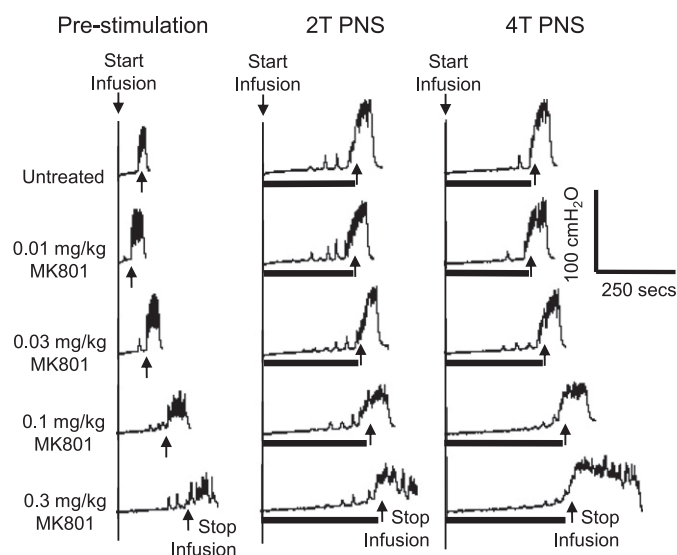 Pre-stimulation 2T PNS 4T PNS
Start Start Start
Infusion Infusion Infusion
Untreated
0.01 mg/kg
MK801
100 cmH₂O
250 secs
0.03 mg/kg
MK801
0.1 mg/kg
MK801
0.3 mg/kg
MK801
Stop Stop Stop
Infusion Infusion Infusion